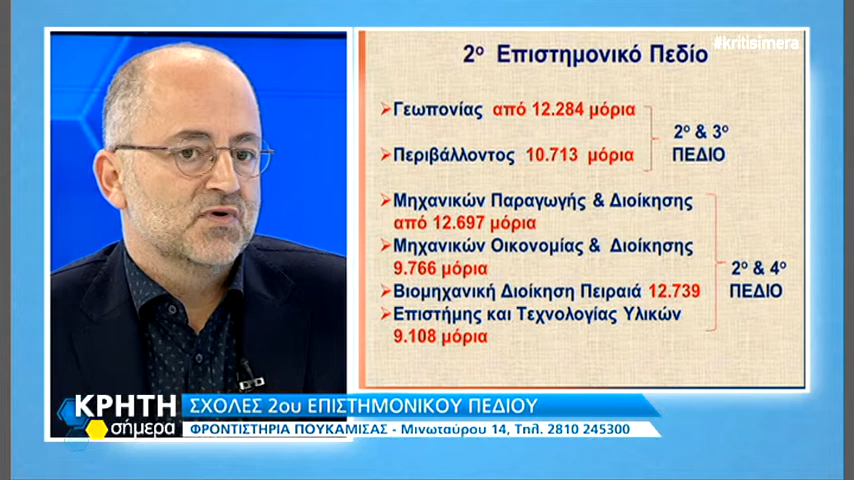 #kritisimera
2ο Επιστημονικό Πεδίο
➤Γεωπονίας από 12.284 μόρια
➤Περιβάλλοντος 10.713 μόρια
2ο & 3ο
ΠΕΔΙΟ
➤Μηχανικών Παραγωγής & Διοίκησης
από 12.697 μόρια
➤Μηχανικών Οικονομίας & Διοίκησης
9.766 μόρια
➤Βιομηχανική Διοίκηση Πειραιά 12.739
➤Επιστήμης και Τεχνολογίας Υλικών
9.108 μόρια
2ο & 4ο
ΠΕΔΙΟ
ΚΡΗΤΗ
σήμερα
ΣΧΟΛΕΣ 2ου ΕΠΙΣΤΗΜΟΝΙΚΟΥ ΠΕΔΙΟΥ
ΦΡΟΝΤΙΣΤΗΡΙΑ ΠΟΥΚΑΜΙΣΑΣ - Μινωταύρου 14, Τηλ. 2810 245300